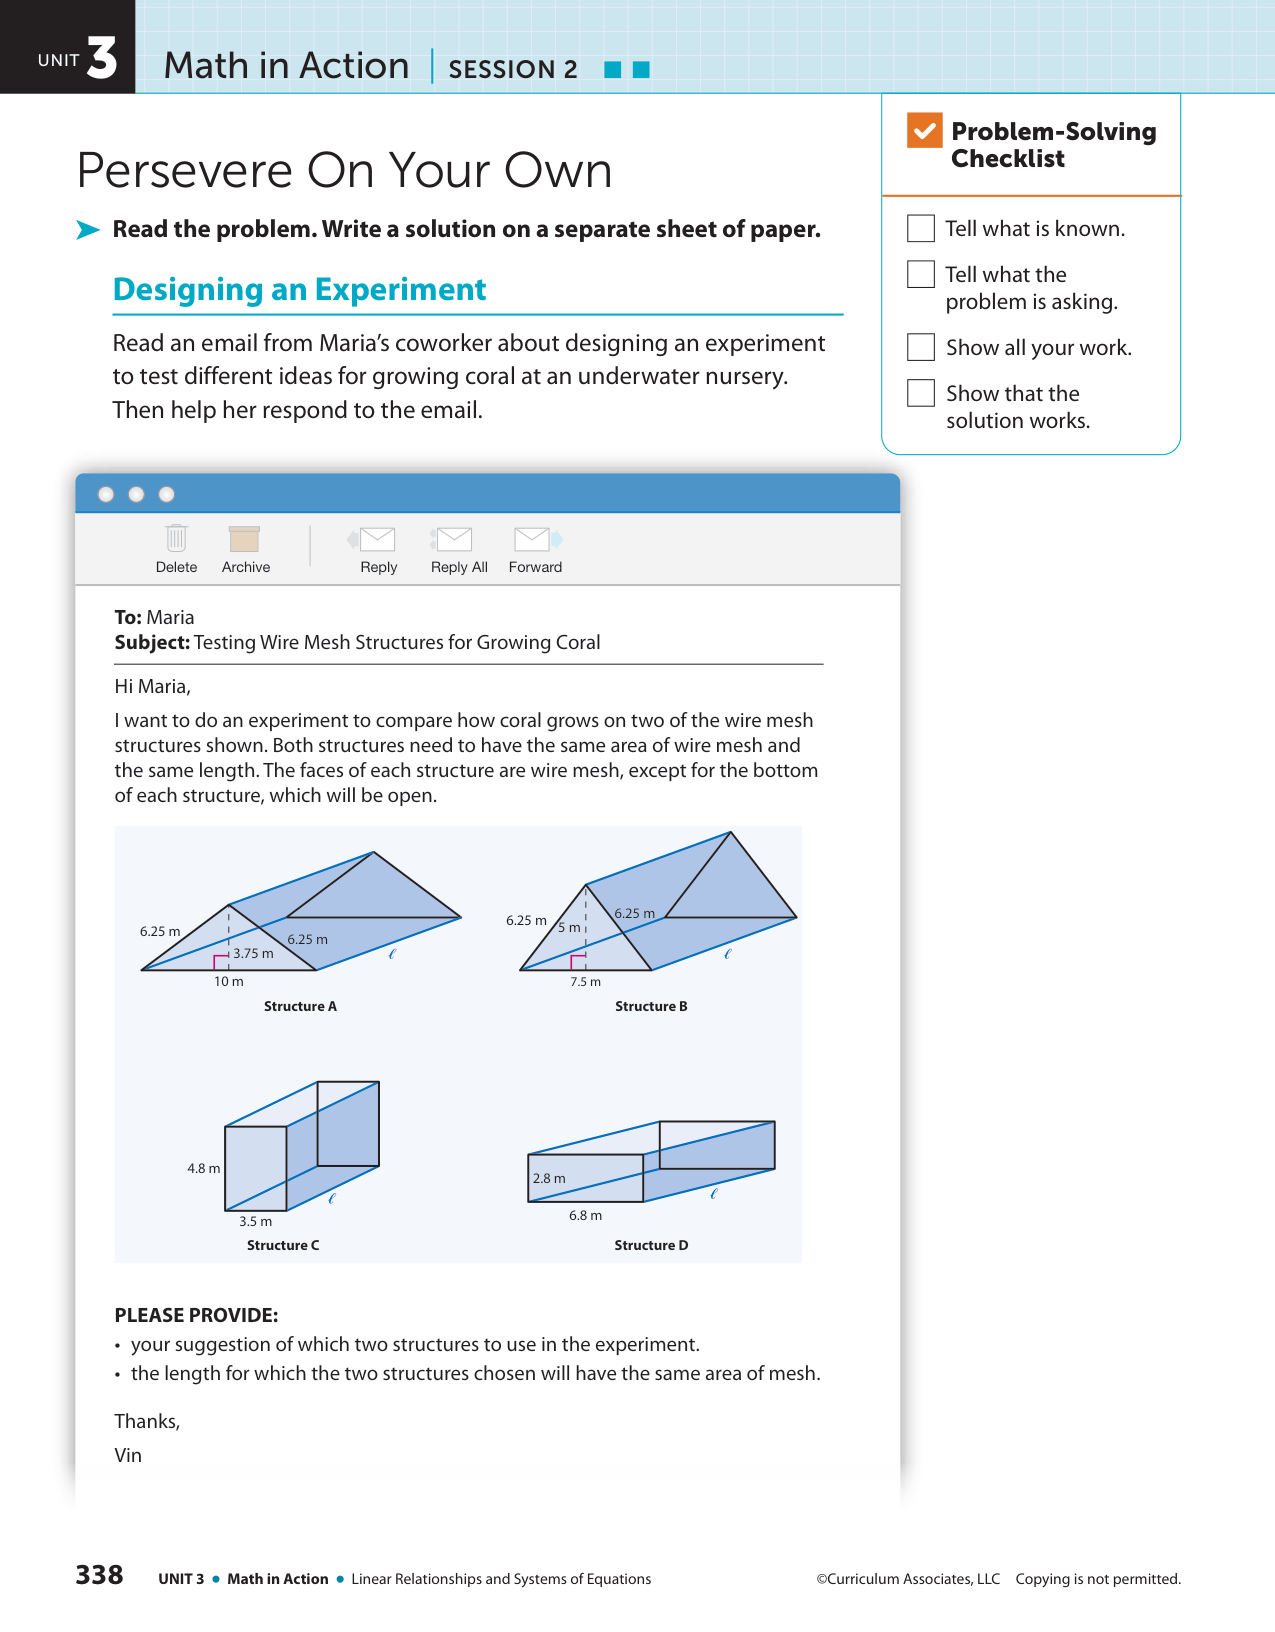 UNIT 3 Math in Action | SESSION 2
Persevere On Your Own
Read the problem. Write a solution on a separate sheet of paper.
Designing an Experiment
Read an email from Maria’s coworker about designing an experiment
to test different ideas for growing coral at an underwater nursery.
Then help her respond to the email.
Problem-Solving
Checklist
Tell what is known.
Tell what the
problem is asking.
Show all your work.
Show that the
solution works.
Delete Archive Reply Reply All Forward
To: Maria
Subject: Testing Wire Mesh Structures for Growing Coral
Hi Maria,
I want to do an experiment to compare how coral grows on two of the wire mesh
structures shown. Both structures need to have the same area of wire mesh and
the same length. The faces of each structure are wire mesh, except for the bottom
of each structure, which will be open.
6.25 m
3.75 m
6.25 m
ℓ
10 m
Structure A
6.25 m
5 m
6.25 m
ℓ
7.5 m
Structure B
4.8 m
ℓ
3.5 m
Structure C
2.8 m
ℓ
6.8 m
Structure D
PLEASE PROVIDE:
• your suggestion of which two structures to use in the experiment.
• the length for which the two structures chosen will have the same area of mesh.
Thanks,
Vin
338 UNIT 3 • Math in Action • Linear Relationships and Systems of Equations ©Curriculum Associates, LLC Copying is not permitted.